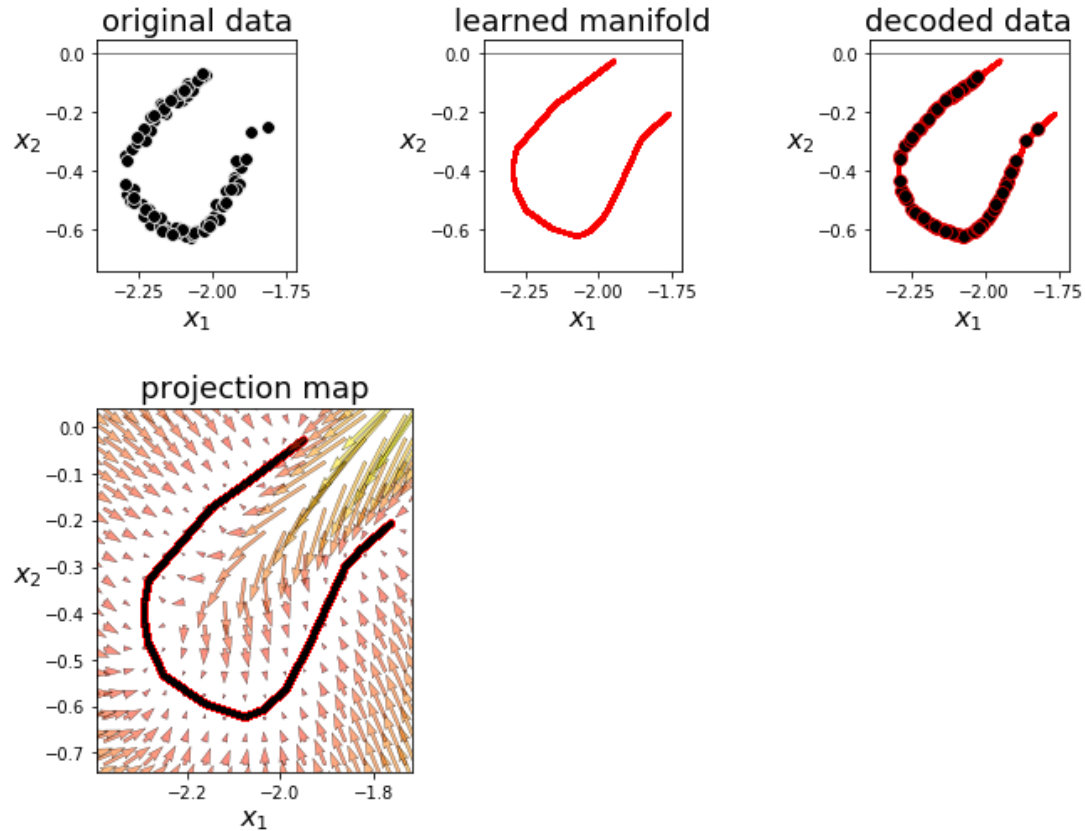 original data
learned manifold
decoded data
0.0
−0.2
−0.4
−0.6
x₂
−2.25
−2.00
−1.75
x₁
0.0
−0.2
−0.4
−0.6
x₂
−2.25
−2.00
−1.75
x₁
0.0
−0.2
−0.4
−0.6
x₂
−2.25
−2.00
−1.75
x₁
projection map
0.0
−0.1
−0.2
−0.3
−0.4
−0.5
−0.6
−0.7
x₂
−2.2
−2.0
−1.8
x₁